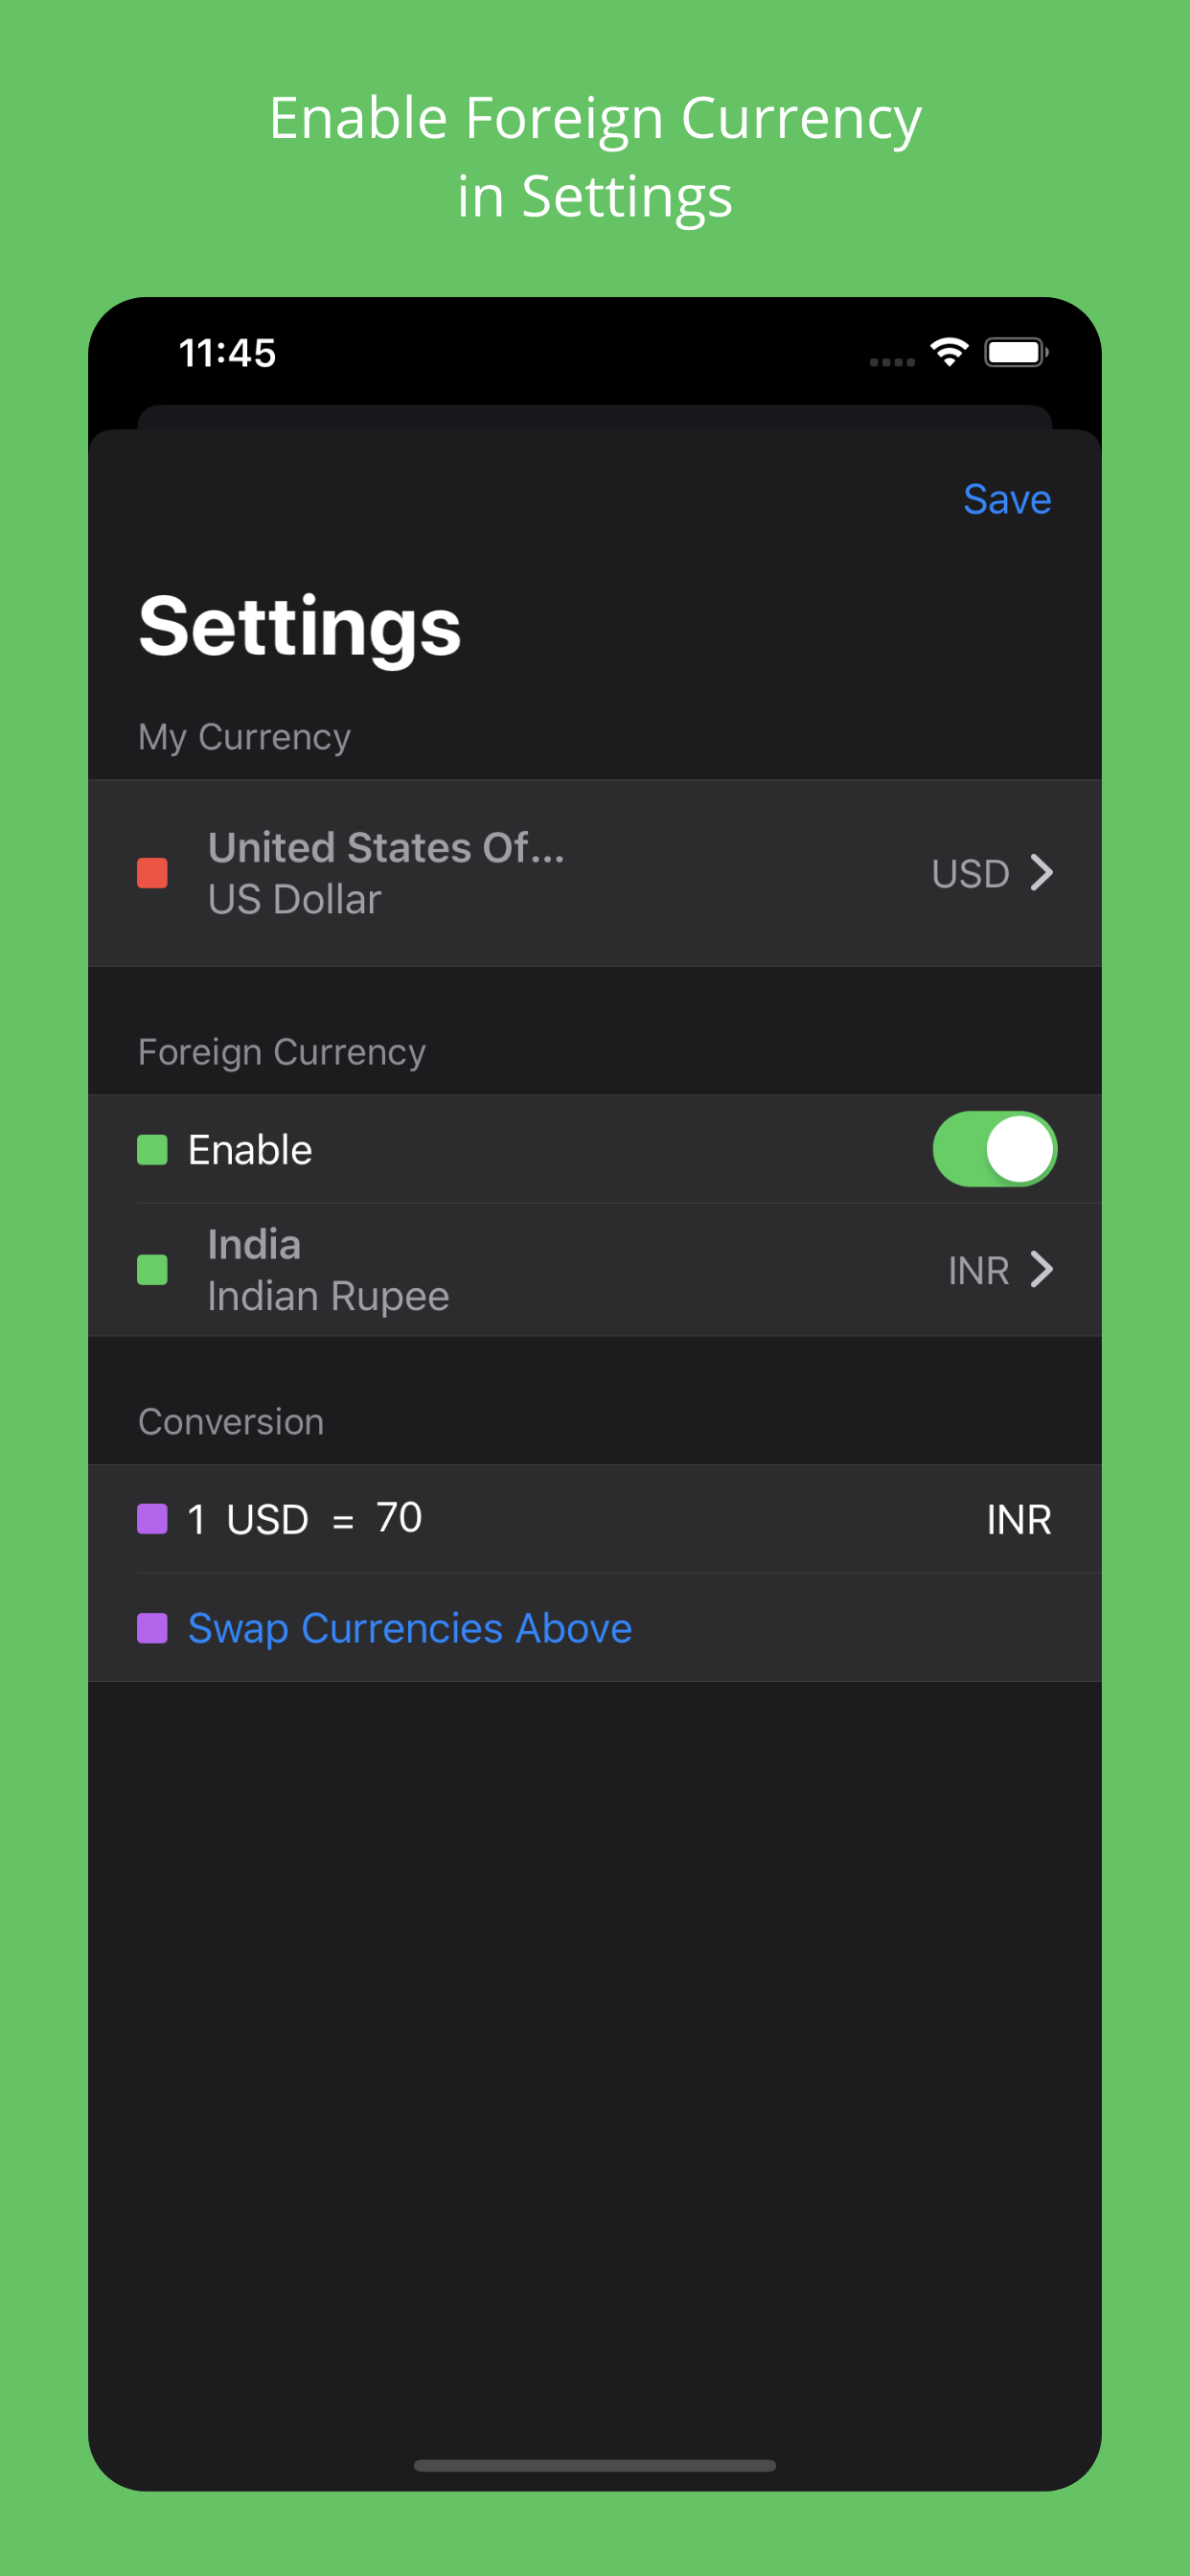 Enable Foreign Currency
in Settings
11:45
Save
Settings
My Currency
United States Of...
US Dollar
USD
Foreign Currency
Enable
India
Indian Rupee
INR
Conversion
1 USD = 70 INR
Swap Currencies Above